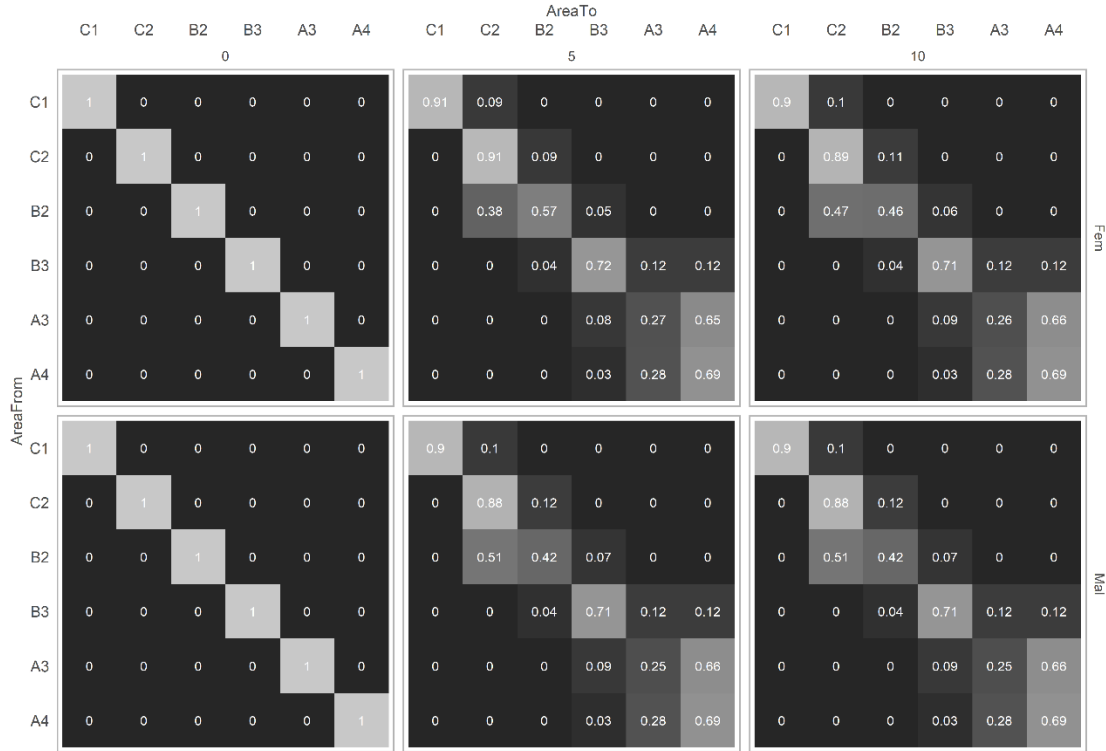 AreaTo
C1 C2 B2 B3 A3 A4 C1 C2 B2 B3 A3 A4 C1 C2 B2 B3 A3 A4
0 5 10
C1 1 0 0 0 0 0 0.91 0.09 0 0 0 0 0.9 0.1 0 0 0 0
C2 0 1 0 0 0 0 0 0.91 0.09 0 0 0 0 0.89 0.11 0 0 0
B2 0 0 1 0 0 0 0 0.38 0.57 0.05 0 0 0 0.47 0.46 0.06 0 0
Fem
B3 0 0 0 1 0 0 0 0 0.04 0.72 0.12 0.12 0 0 0.04 0.71 0.12 0.12
A3 0 0 0 0 1 0 0 0 0 0.08 0.27 0.65 0 0 0 0.09 0.26 0.66
A4 0 0 0 0 0 1 0 0 0 0.03 0.28 0.69 0 0 0 0.03 0.28 0.69
AreaFrom
C1 1 0 0 0 0 0 0.9 0.1 0 0 0 0 0.9 0.1 0 0 0 0
C2 0 1 0 0 0 0 0 0.88 0.12 0 0 0 0 0.88 0.12 0 0 0
B2 0 0 1 0 0 0 0 0.51 0.42 0.07 0 0 0 0.51 0.42 0.07 0 0
Mal
B3 0 0 0 1 0 0 0 0 0.04 0.71 0.12 0.12 0 0 0.04 0.71 0.12 0.12
A3 0 0 0 0 1 0 0 0 0 0.09 0.25 0.66 0 0 0 0.09 0.25 0.66
A4 0 0 0 0 0 1 0 0 0 0.03 0.28 0.69 0 0 0 0.03 0.28 0.69